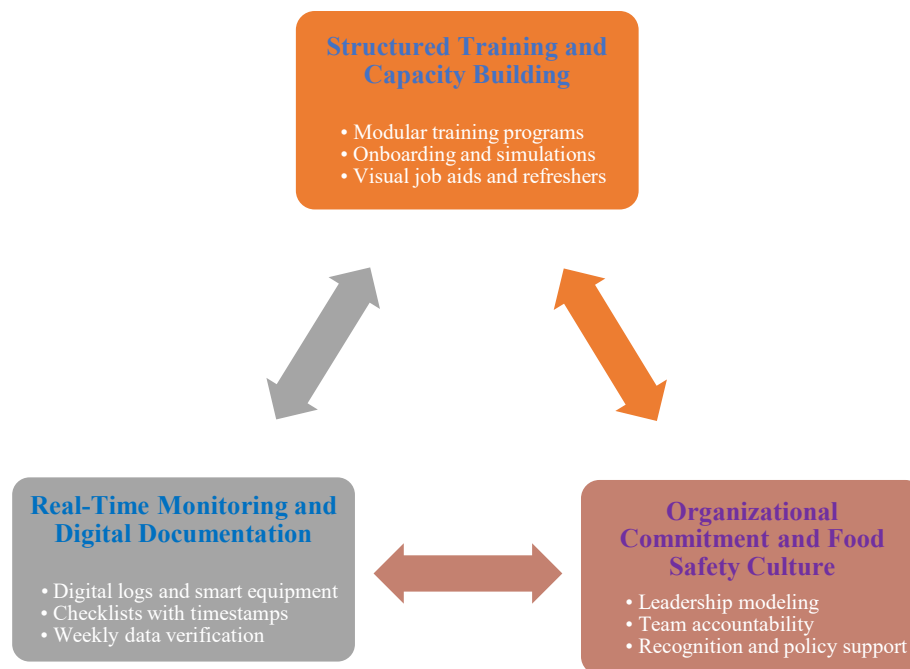 Structured Training and
Capacity Building
• Modular training programs
• Onboarding and simulations
• Visual job aids and refreshers
Real-Time Monitoring and
Digital Documentation
• Digital logs and smart equipment
• Checklists with timestamps
• Weekly data verification
Organizational
Commitment and Food
Safety Culture
• Leadership modeling
• Team accountability
• Recognition and policy support